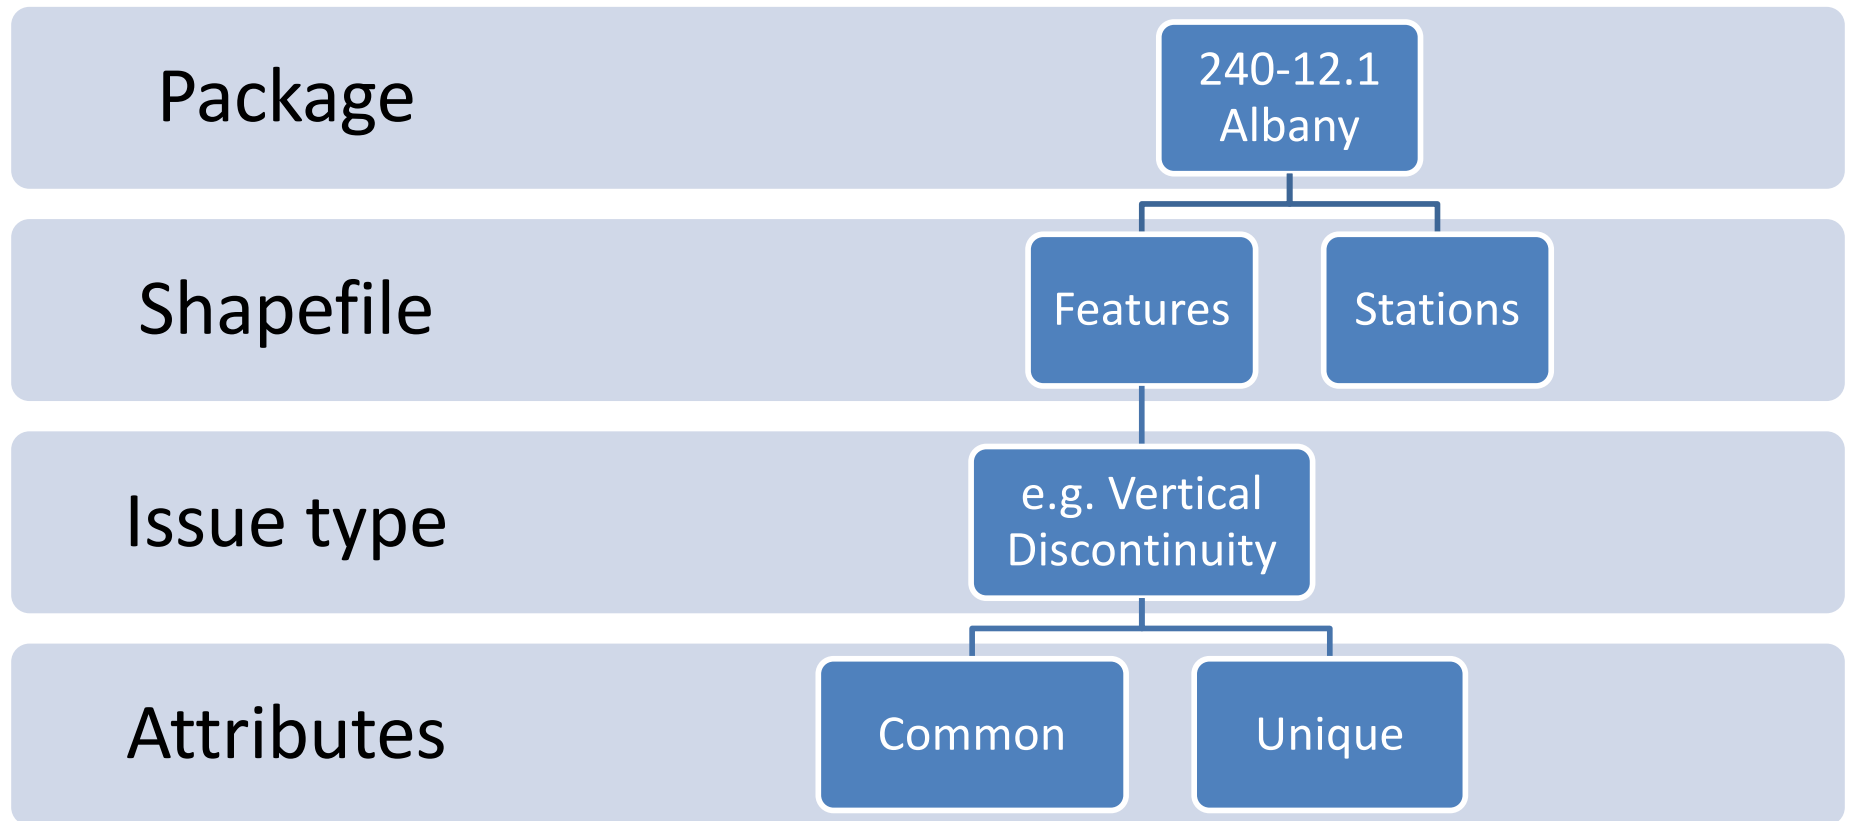 Package
240-12.1
Albany
Shapefile
Features
Stations
Issue type
e.g. Vertical
Discontinuity
Attributes
Common
Unique